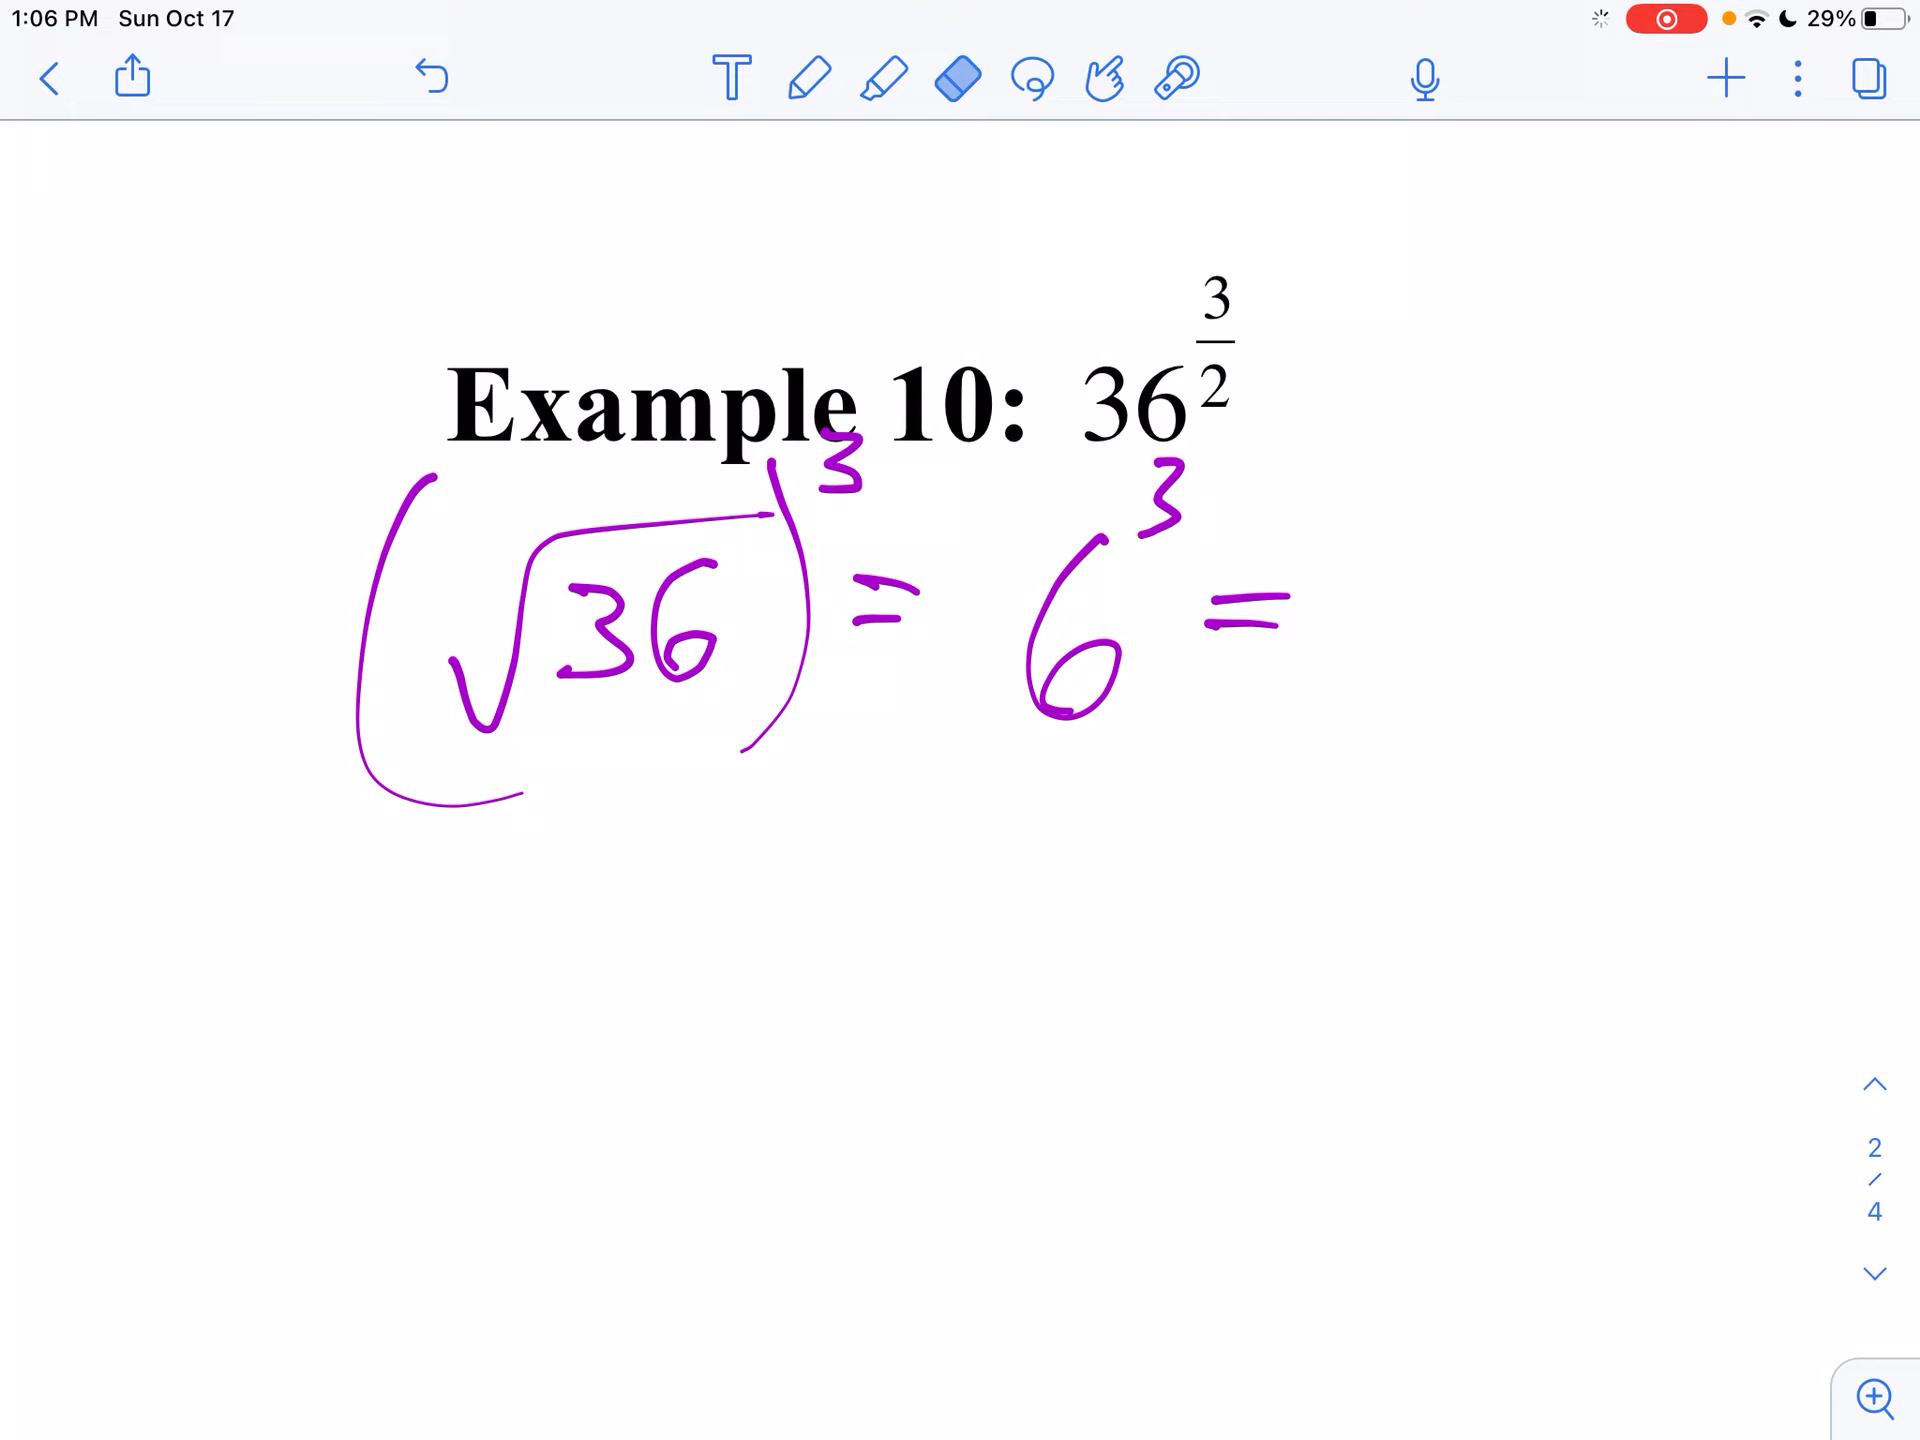 1:06 PM Sun Oct 17
29%
T
Example 10: 36^(3/2)
(√36)^3 = 6^3 =
2
/
4